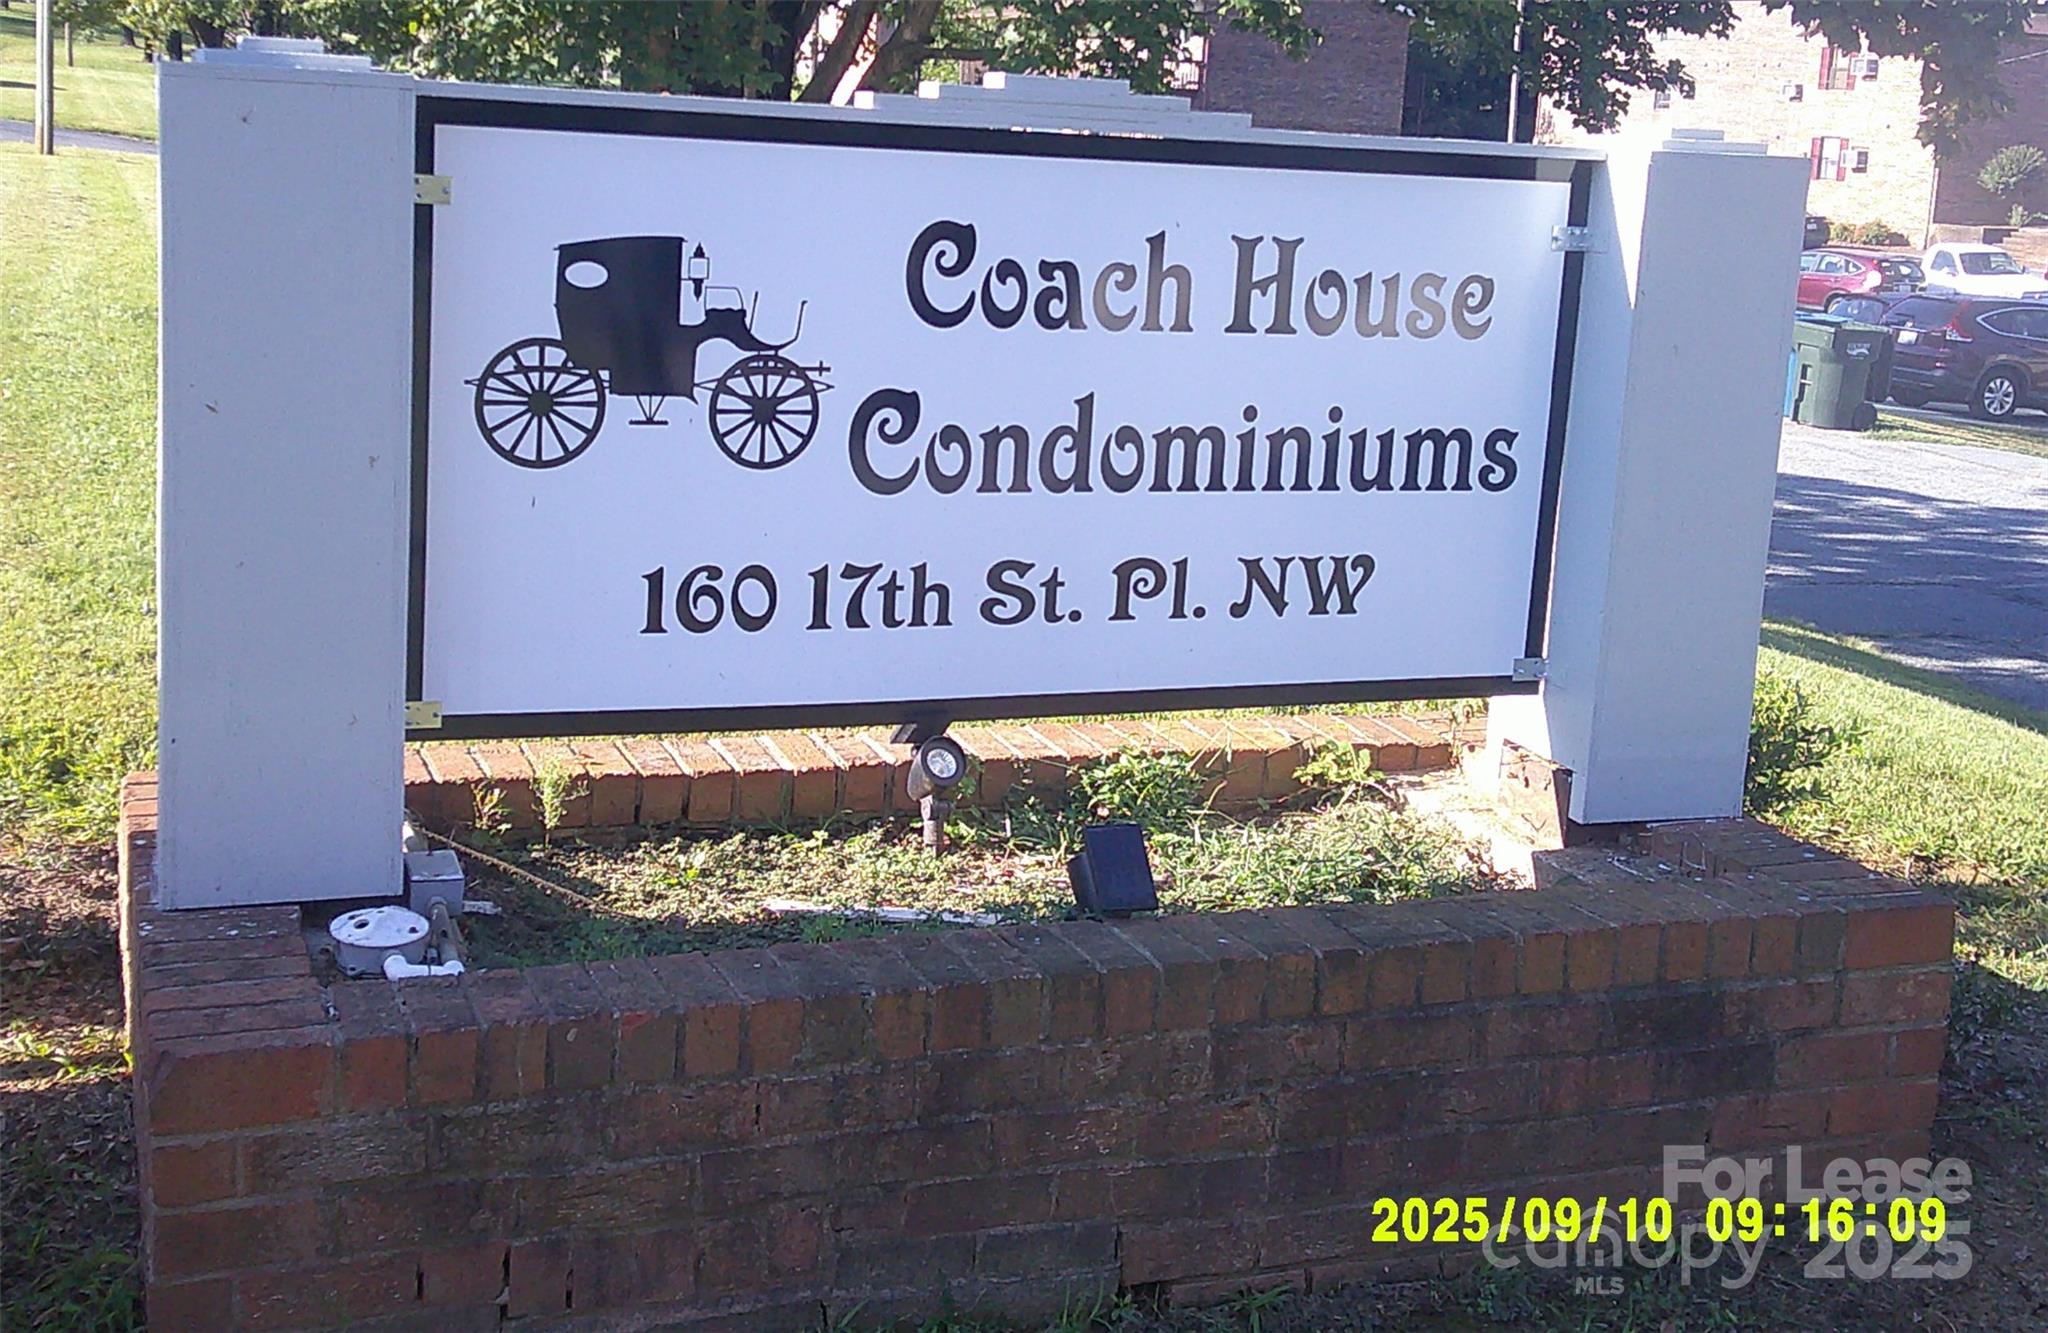 Coach House
Condominiums
160 17th St. Pl. NW
For Lease
2025/09/10 09:16:09
canopy 2025
MLS